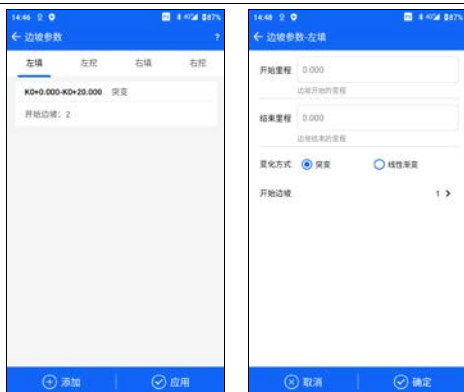 14:46
87%
边坡参数
?
左填 左挖 右填 右挖
K0+0.000-K0+20.000 突变
开始边坡：2
添加 应用
14:48
87%
边坡参数-左填
开始里程 0.000
边坡开始的里程
结束里程 0.000
边坡结束的里程
变化方式 突变 线性渐变
开始边坡 1
取消 确定